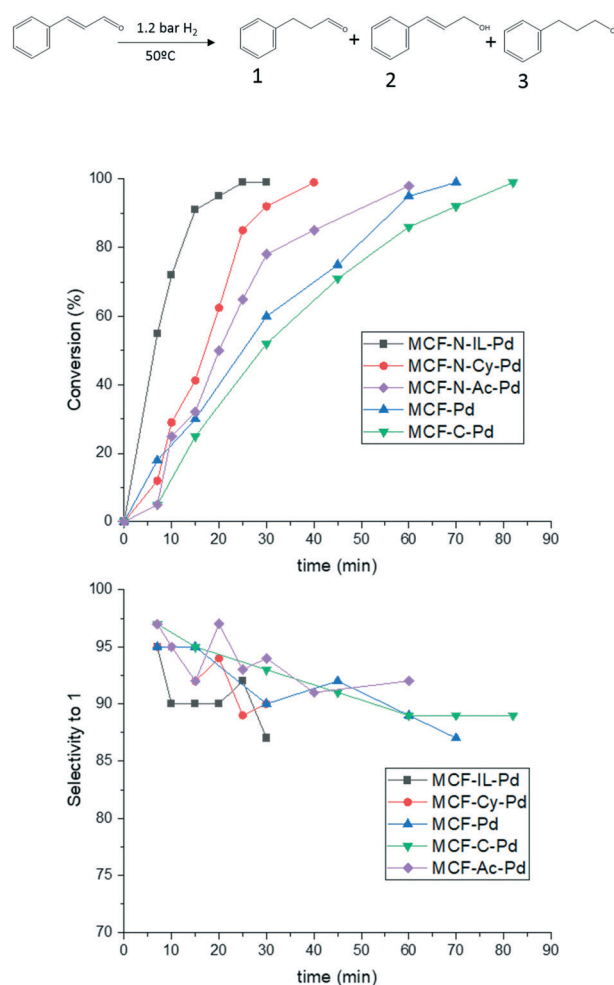 O
1.2 bar H2
50ºC
O
+
OH
+
O
1
2
3
100
80
60
40
20
0
Conversion (%)
MCF-N-IL-Pd
MCF-N-Cy-Pd
MCF-N-Ac-Pd
MCF-Pd
MCF-C-Pd
0 10 20 30 40 50 60 70 80 90
time (min)
100
95
90
85
80
75
70
Selectivity to 1
MCF-IL-Pd
MCF-Cy-Pd
MCF-Pd
MCF-C-Pd
MCF-Ac-Pd
0 10 20 30 40 50 60 70 80 90
time (min)